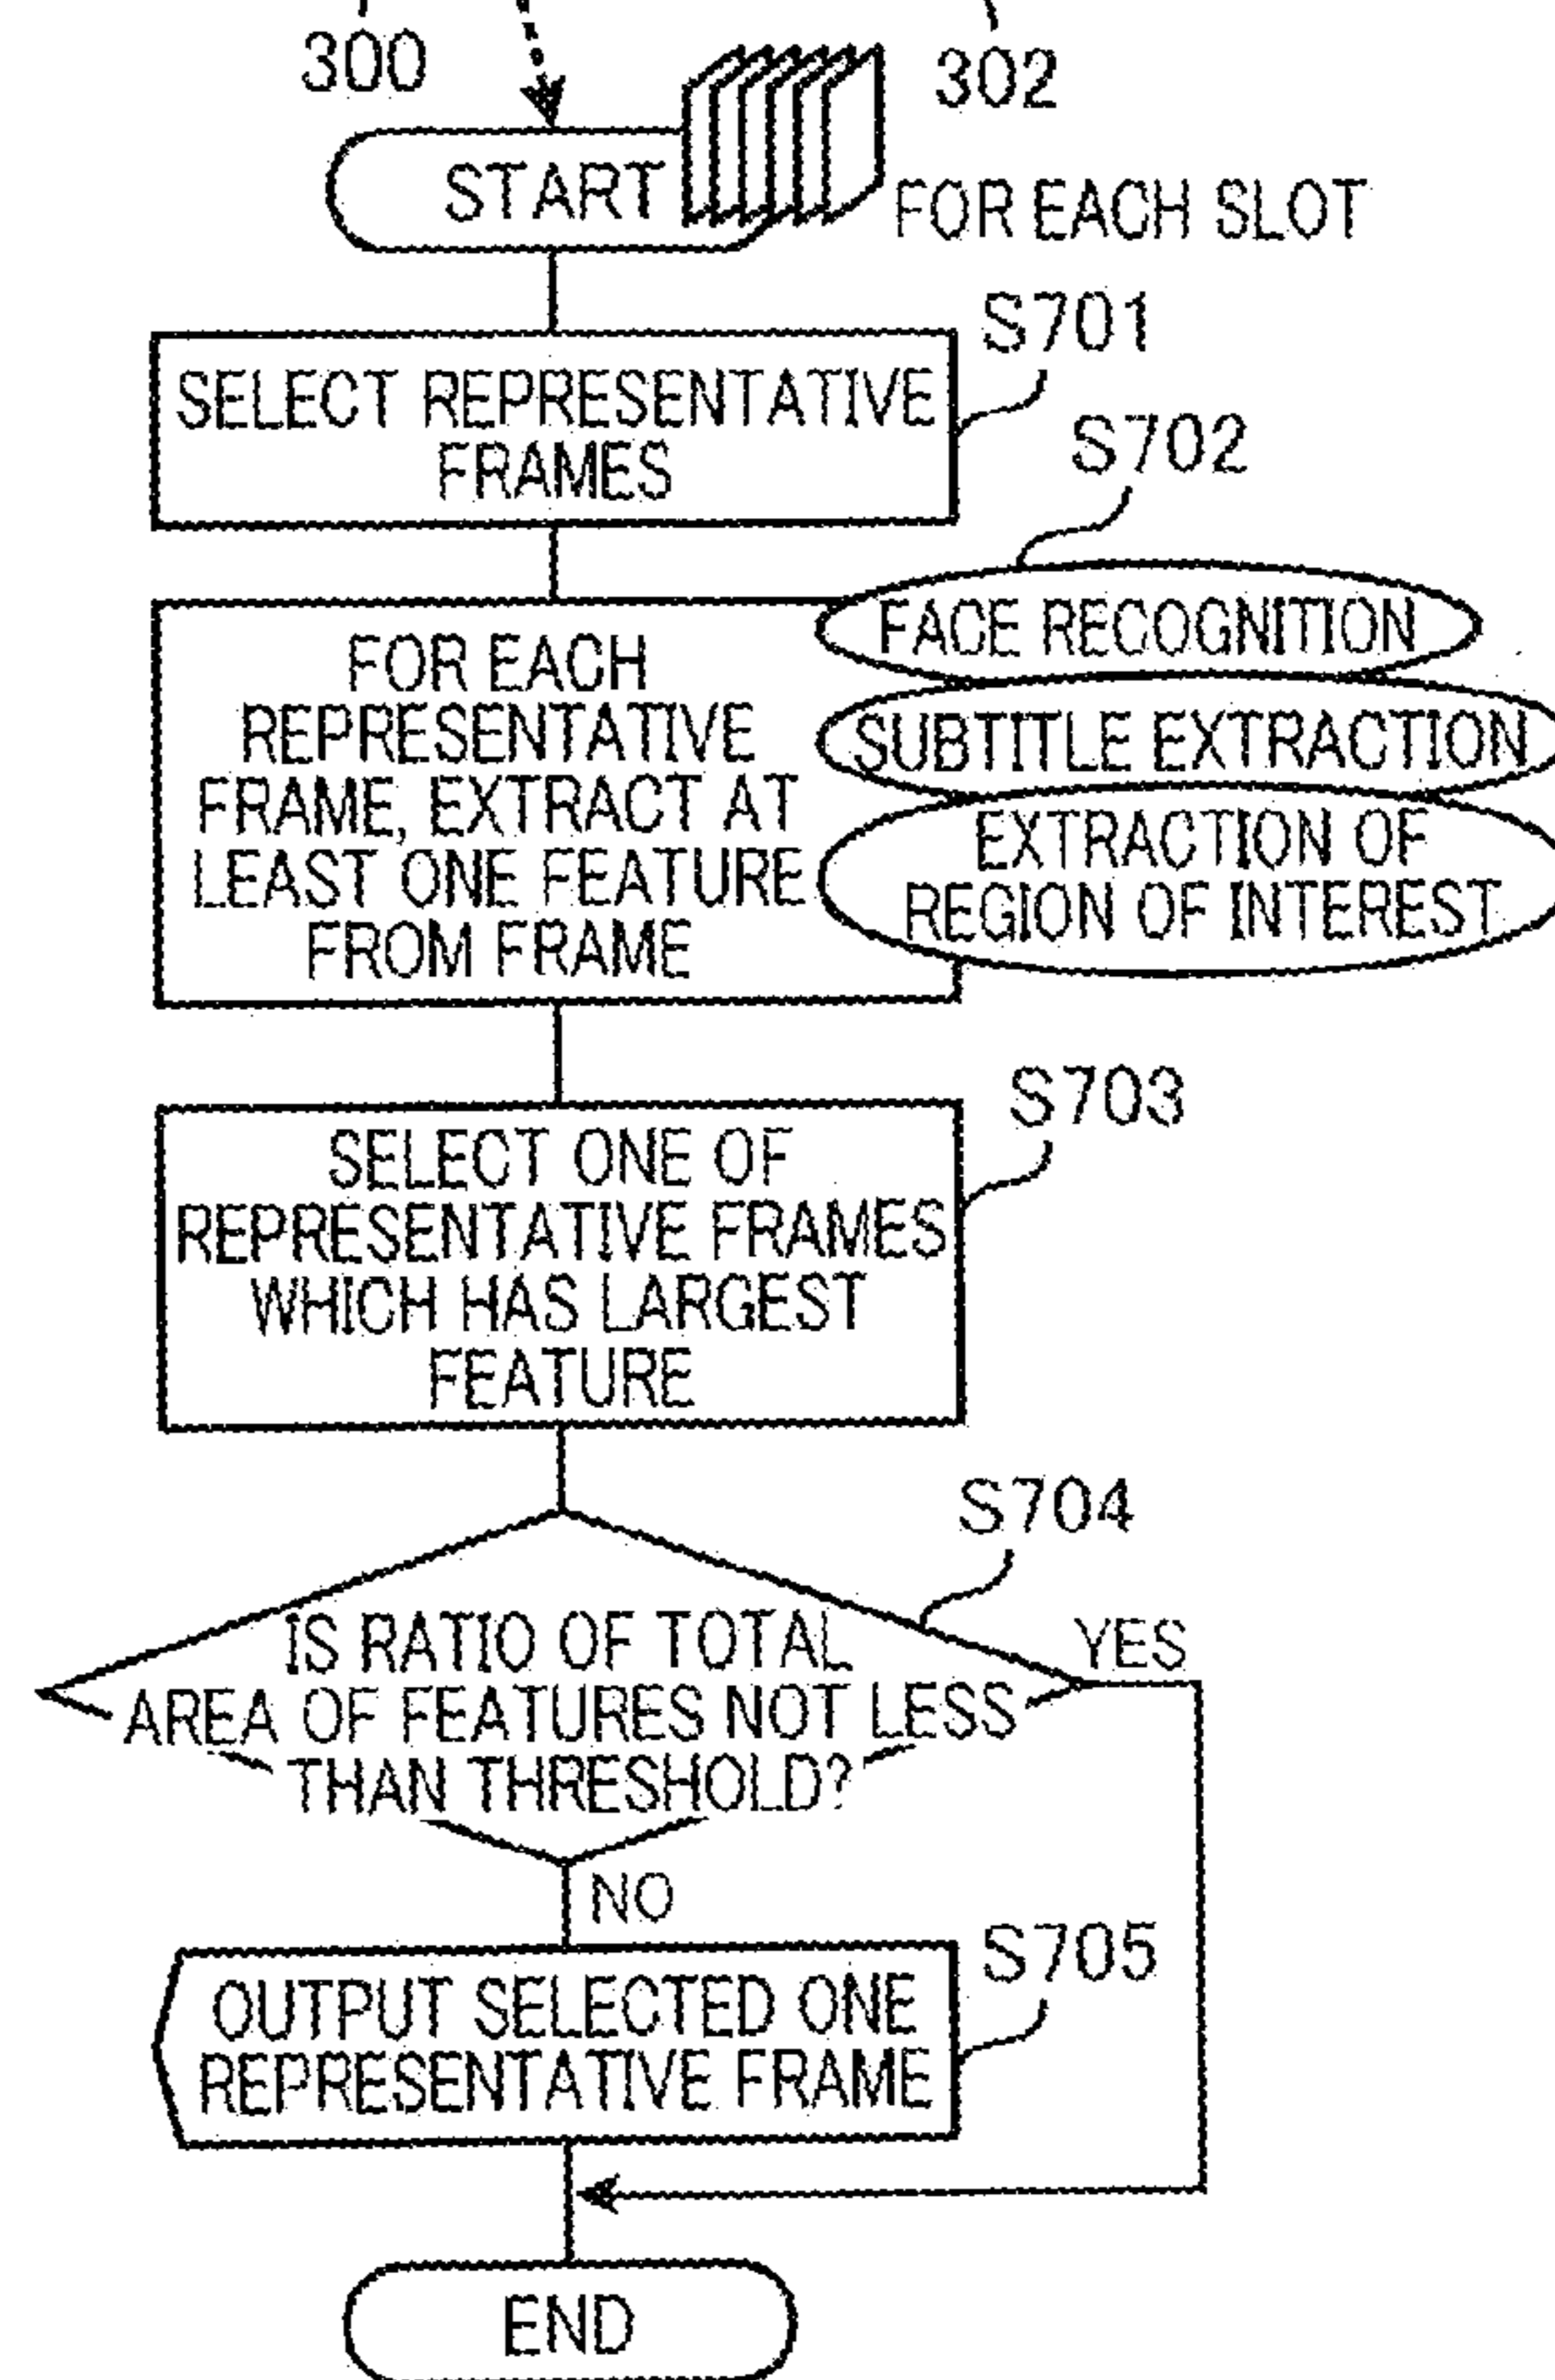 300
302
START
FOR EACH SLOT
S701
SELECT REPRESENTATIVE
FRAMES
S702
FACE RECOGNITION
SUBTITLE EXTRACTION
EXTRACTION OF
REGION OF INTEREST
FOR EACH
REPRESENTATIVE
FRAME, EXTRACT AT
LEAST ONE FEATURE
FROM FRAME
S703
SELECT ONE OF
REPRESENTATIVE FRAMES
WHICH HAS LARGEST
FEATURE
S704
IS RATIO OF TOTAL
AREA OF FEATURES NOT LESS
THAN THRESHOLD?
YES
NO
S705
OUTPUT SELECTED ONE
REPRESENTATIVE FRAME
END